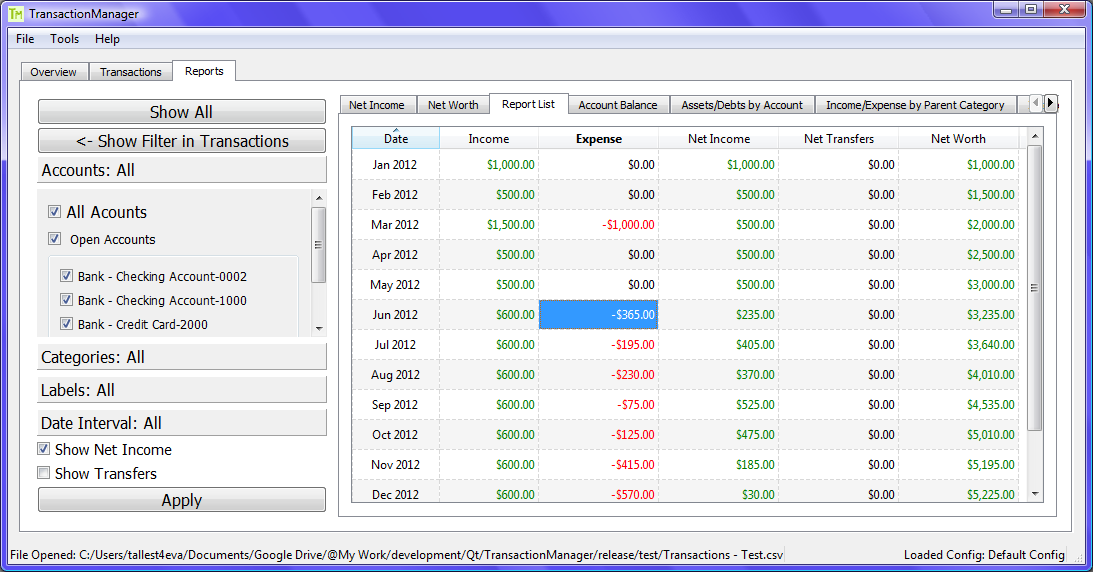 TM TransactionManager
File Tools Help
Overview Transactions Reports
Show All
<- Show Filter in Transactions
Accounts: All
All Acounts
Open Accounts
Bank - Checking Account-0002
Bank - Checking Account-1000
Bank - Credit Card-2000
Categories: All
Labels: All
Date Interval: All
Show Net Income
Show Transfers
Apply
Net Income Net Worth Report List Account Balance Assets/Debts by Account Income/Expense by Parent Category
Date Income Expense Net Income Net Transfers Net Worth
Jan 2012 $1,000.00 $0.00 $1,000.00 $0.00 $1,000.00
Feb 2012 $500.00 $0.00 $500.00 $0.00 $1,500.00
Mar 2012 $1,500.00 -$1,000.00 $500.00 $0.00 $2,000.00
Apr 2012 $500.00 $0.00 $500.00 $0.00 $2,500.00
May 2012 $500.00 $0.00 $500.00 $0.00 $3,000.00
Jun 2012 $600.00 -$365.00 $235.00 $0.00 $3,235.00
Jul 2012 $600.00 -$195.00 $405.00 $0.00 $3,640.00
Aug 2012 $600.00 -$230.00 $370.00 $0.00 $4,010.00
Sep 2012 $600.00 -$75.00 $525.00 $0.00 $4,535.00
Oct 2012 $600.00 -$125.00 $475.00 $0.00 $5,010.00
Nov 2012 $600.00 -$415.00 $185.00 $0.00 $5,195.00
Dec 2012 $600.00 -$570.00 $30.00 $0.00 $5,225.00
File Opened: C:/Users/tallest4eva/Documents/Google Drive/@My Work/development/Qt/TransactionManager/release/test/Transactions - Test.csv Loaded Config: Default Config